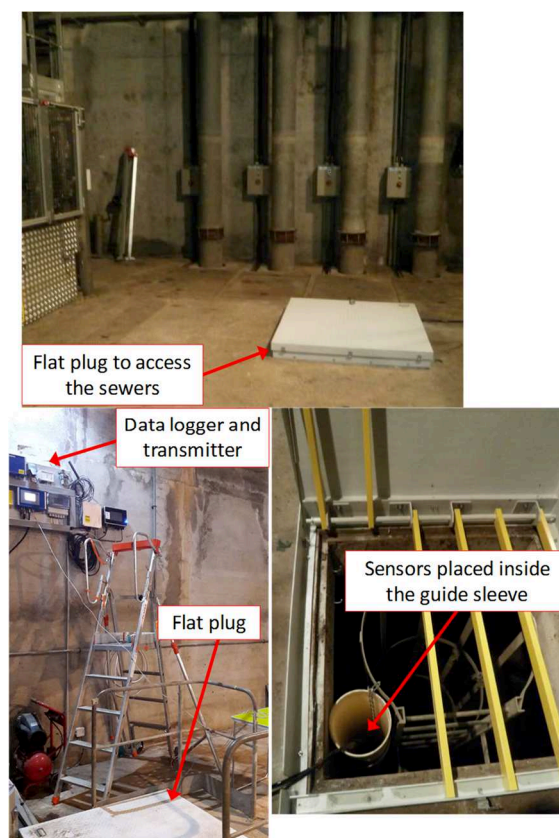 Flat plug to access
the sewers
Data logger and
transmitter
Sensors placed inside
the guide sleeve
Flat plug